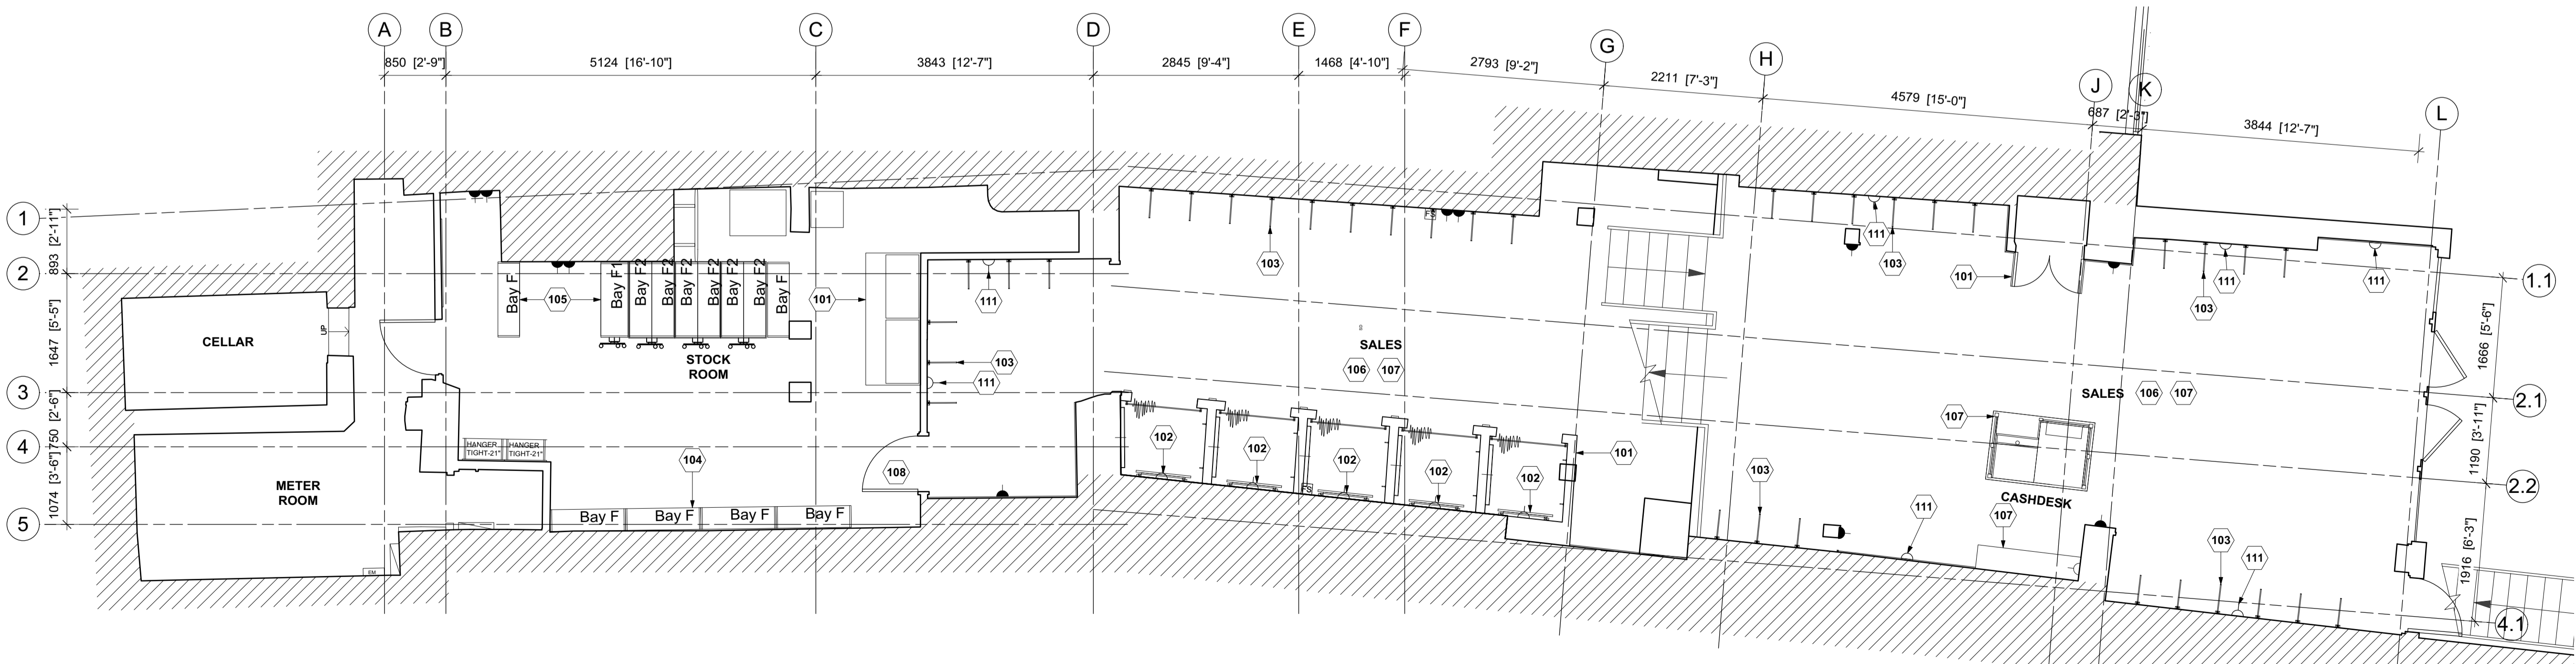 A
B
C
D
E
F
G
H
J
K
L
850 [2'-9"]
5124 [16'-10"]
3843 [12'-7"]
2845 [9'-4"]
1468 [4'-10"]
2793 [9'-2"]
2211 [7'-3"]
4579 [15'-0"]
687 [2'-3"]
3844 [12'-7"]
1
2
3
4
5
893 [2'-11"]
1647 [5'-5"]
750 [2'-6"]
1074 [3'-6"]
1.1
2.1
2.2
4.1
1666 [5'-6"]
1190 [3'-11"]
1916 [6'-3"]
CELLAR
UP
METER
ROOM
EM
HANGER
TIGHT-21"
HANGER
TIGHT-21"
Bay F
105
Bay F1
Bay F2
Bay F2
Bay F2
Bay F2
Bay F2
Bay F2
Bay F
STOCK
ROOM
101
104
Bay F
Bay F
Bay F
Bay F
108
111
103
111
103
FS
SALES
106
107
102
102
102
102
102
FS
101
111
103
101
111
103
111
SALES
106
107
107
CASHDESK
107
103
111
103
111